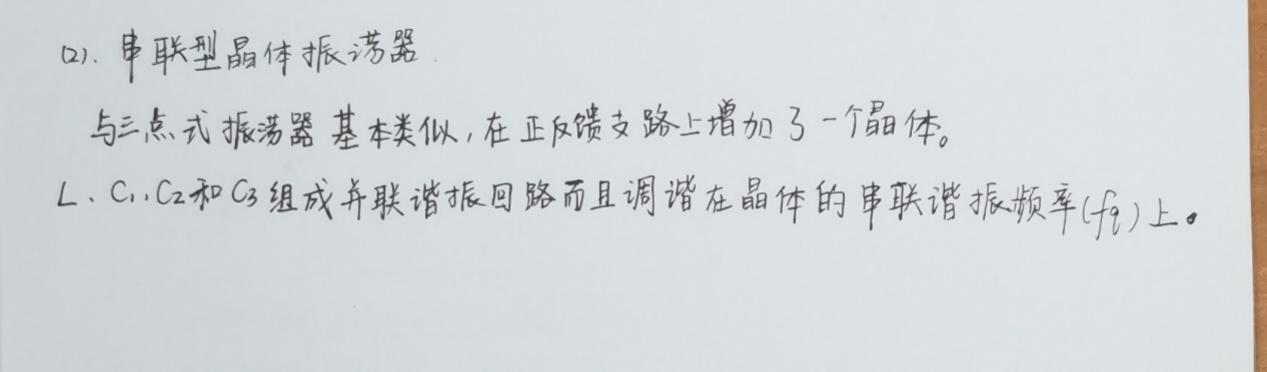 (2). 串联型晶体振荡器.
与三点式振荡器基本类似,在正反馈支路上增加了一个晶体。
L、C₁、C₂和C₃组成并联谐振回路而且调谐在晶体的串联谐振频率(fq)上。